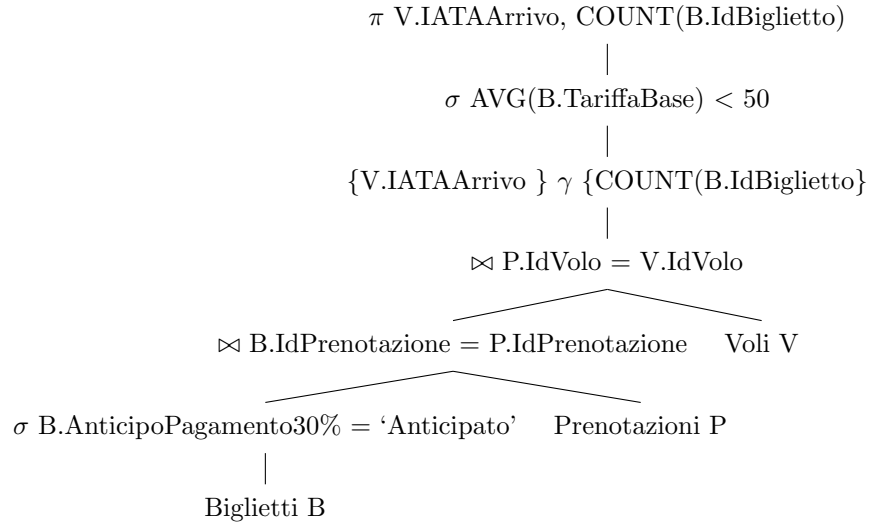 π V.IATAArrivo, COUNT(B.IdBiglietto)
σ AVG(B.TariffaBase) < 50
{V.IATAArrivo } γ {COUNT(B.IdBiglietto}
⋈ P.IdVolo = V.IdVolo
⋈ B.IdPrenotazione = P.IdPrenotazione Voli V
σ B.AnticipoPagamento30% = ‘Anticipato’ Prenotazioni P
Biglietti B